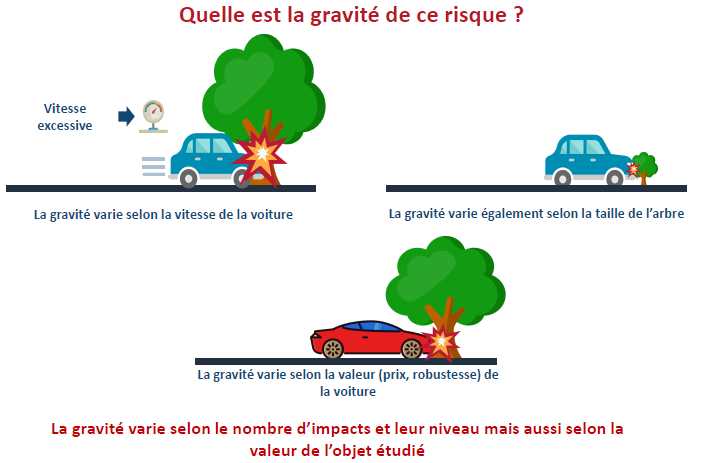 Quelle est la gravité de ce risque ?
Vitesse
excessive
La gravité varie selon la vitesse de la voiture
La gravité varie également selon la taille de l’arbre
La gravité varie selon la valeur (prix, robustesse) de
la voiture
La gravité varie selon le nombre d’impacts et leur niveau mais aussi selon la
valeur de l’objet étudié